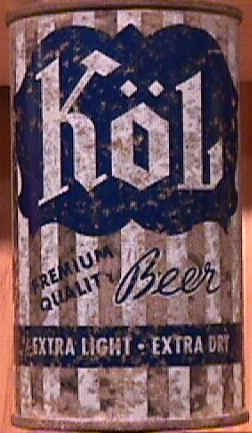 KöL
PREMIUM
QUALITY
Beer
EXTRA LIGHT · EXTRA DRY